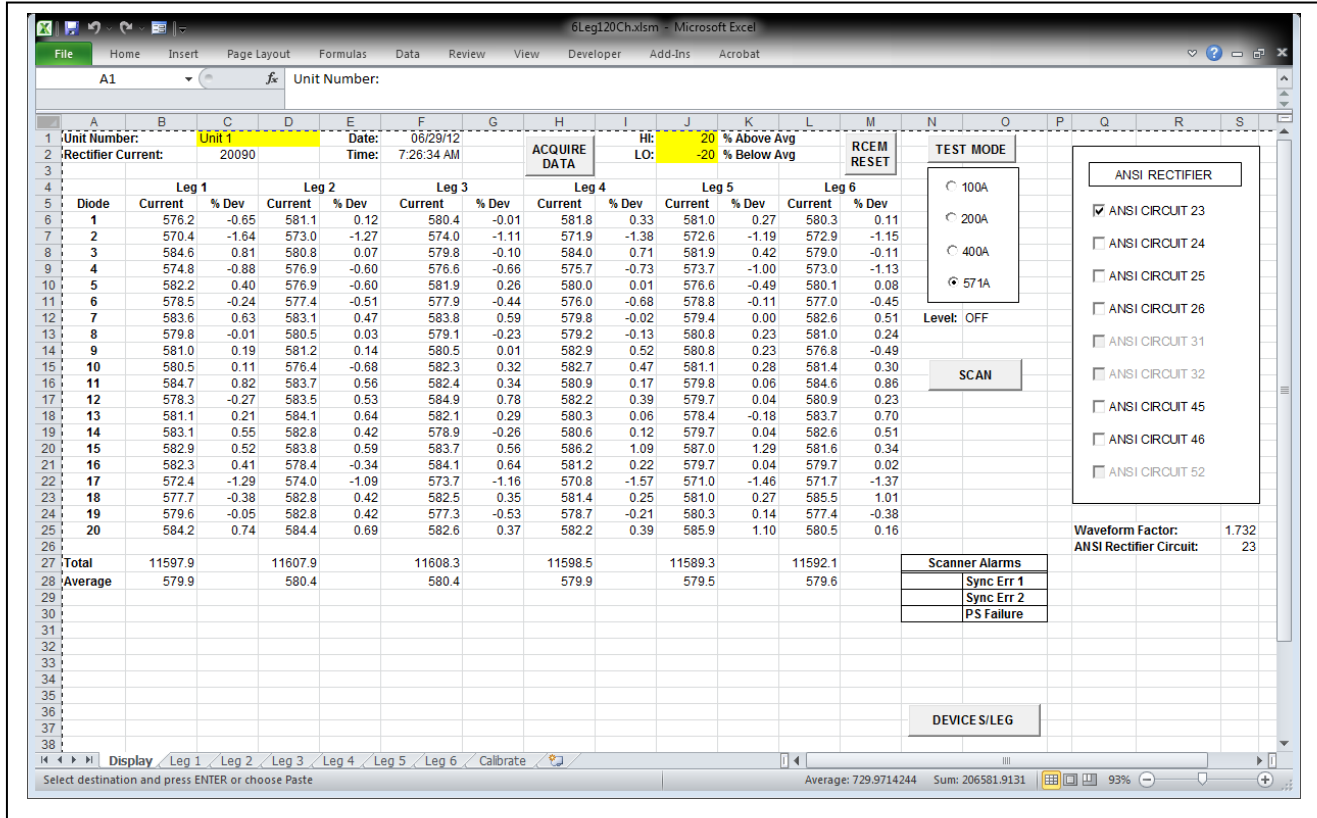 6Leg120Ch.xlsm - Microsoft Excel
File Home Insert Page Layout Formulas Data Review View Developer Add-Ins Acrobat
A1 fx Unit Number:
A B C D E F G H I J K L M N O P Q R S
1 Unit Number: Unit 1 Date: 06/29/12 ACQUIRE DATA HI: 20 % Above Avg RCEM RESET TEST MODE
2 Rectifier Current: 20090 Time: 7:26:34 AM LO: -20 % Below Avg
3 ANSI RECTIFIER
4 Leg 1 Leg 2 Leg 3 Leg 4 Leg 5 Leg 6 100A
5 Diode Current % Dev Current % Dev Current % Dev Current % Dev Current % Dev Current % Dev
6 1 576.2 -0.65 581.1 0.12 580.4 -0.01 581.8 0.33 581.0 0.27 580.3 0.11 200A ANSI CIRCUIT 23
7 2 570.4 -1.64 573.0 -1.27 574.0 -1.11 571.9 -1.38 572.6 -1.19 572.9 -1.15
8 3 584.6 0.81 580.8 0.07 579.8 -0.10 584.0 0.71 581.9 0.42 579.0 -0.11 400A ANSI CIRCUIT 24
9 4 574.8 -0.88 576.9 -0.60 576.6 -0.66 575.7 -0.73 573.7 -1.00 573.0 -1.13
10 5 582.2 0.40 576.9 -0.60 581.9 0.26 580.0 0.01 576.6 -0.49 580.1 0.08 571A ANSI CIRCUIT 25
11 6 578.5 -0.24 577.4 -0.51 577.9 -0.44 576.0 -0.68 578.8 -0.11 577.0 -0.45
12 7 583.6 0.63 583.1 0.47 583.8 0.59 579.8 -0.02 579.4 0.00 582.6 0.51 Level: OFF ANSI CIRCUIT 26
13 8 579.8 -0.01 580.5 0.03 579.1 -0.23 579.2 -0.13 580.8 0.23 581.0 0.24
14 9 581.0 0.19 581.2 0.14 580.5 0.01 582.9 0.52 580.8 0.23 576.8 -0.49 ANSI CIRCUIT 31
15 10 580.5 0.11 576.4 -0.68 582.3 0.32 582.7 0.47 581.1 0.28 581.4 0.30 SCAN
16 11 584.7 0.82 583.7 0.56 582.4 0.34 580.9 0.17 579.8 0.06 584.6 0.86 ANSI CIRCUIT 32
17 12 578.3 -0.27 583.5 0.53 584.9 0.78 582.2 0.39 579.7 0.04 580.9 0.23
18 13 581.1 0.21 584.1 0.64 582.1 0.29 580.3 0.06 578.4 -0.18 583.7 0.70 ANSI CIRCUIT 45
19 14 583.1 0.55 582.8 0.42 578.9 -0.26 580.6 0.12 579.7 0.04 582.6 0.51
20 15 582.9 0.52 583.8 0.59 583.7 0.56 586.2 1.09 587.0 1.29 581.6 0.34 ANSI CIRCUIT 46
21 16 582.3 0.41 578.4 -0.34 584.1 0.64 581.2 0.22 579.7 0.04 579.7 0.02
22 17 572.4 -1.29 574.0 -1.09 573.7 -1.16 570.8 -1.57 571.0 -1.46 571.7 -1.37 ANSI CIRCUIT 52
23 18 577.7 -0.38 582.8 0.42 582.5 0.35 581.4 0.25 581.0 0.27 585.5 1.01
24 19 579.6 -0.05 582.8 0.42 577.3 -0.53 578.7 -0.21 580.3 0.14 577.4 -0.38
25 20 584.2 0.74 584.4 0.69 582.6 0.37 582.2 0.39 585.9 1.10 580.5 0.16 Waveform Factor: 1.732
26 ANSI Rectifier Circuit: 23
27 Total 11597.9 11607.9 11608.3 11598.5 11589.3 11592.1 Scanner Alarms
28 Average 579.9 580.4 580.4 579.9 579.5 579.6 Sync Err 1
29 Sync Err 2
30 PS Failure
31
32
33
34
35
36
37 DEVICES/LEG
38
Display Leg 1 Leg 2 Leg 3 Leg 4 Leg 5 Leg 6 Calibrate
Select destination and press ENTER or choose Paste Average: 729.9714244 Sum: 206581.9131 93%